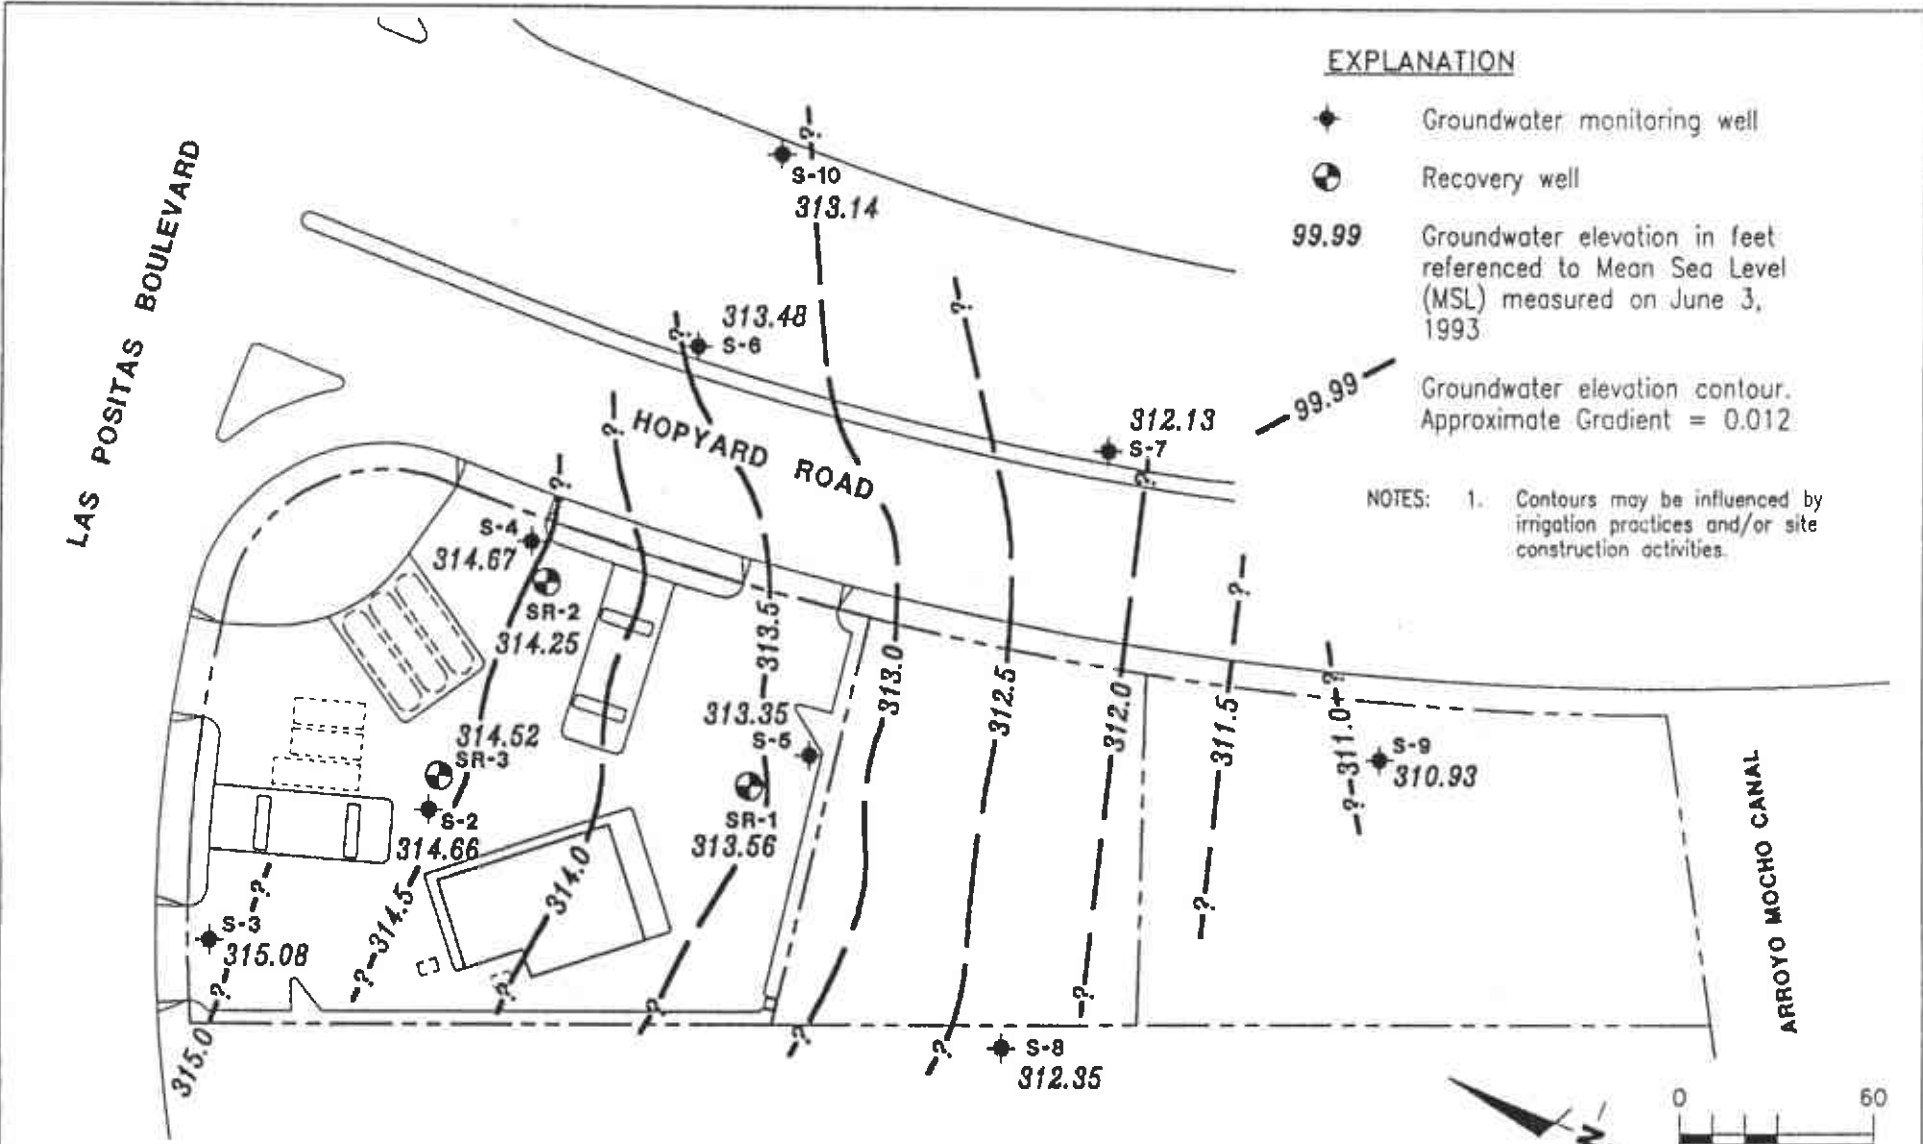 EXPLANATION
Groundwater monitoring well
Recovery well
99.99
Groundwater elevation in feet
referenced to Mean Sea Level
(MSL) measured on June 3,
1993
99.99
Groundwater elevation contour.
Approximate Gradient = 0.012
NOTES: 1. Contours may be influenced by
irrigation practices and/or site
construction activities.
LAS POSITAS BOULEVARD
HOPYARD ROAD
ARROYO MOCHO CANAL
?
S-10
313.14
?
313.48
?
S-6
312.13
S-7
?
?
?
S-4
314.67
SR-2
314.25
?
?
314.52
SR-3
S-2
314.66
313.35
S-5
SR-1
313.56
313.5
313.0
312.5
312.0
311.5
?
311.0
?
S-9
310.93
?
?
S-3
315.08
?
315.0
314.5
?
314.0
?
?
?
?
?
S-8
312.35
N
0 60